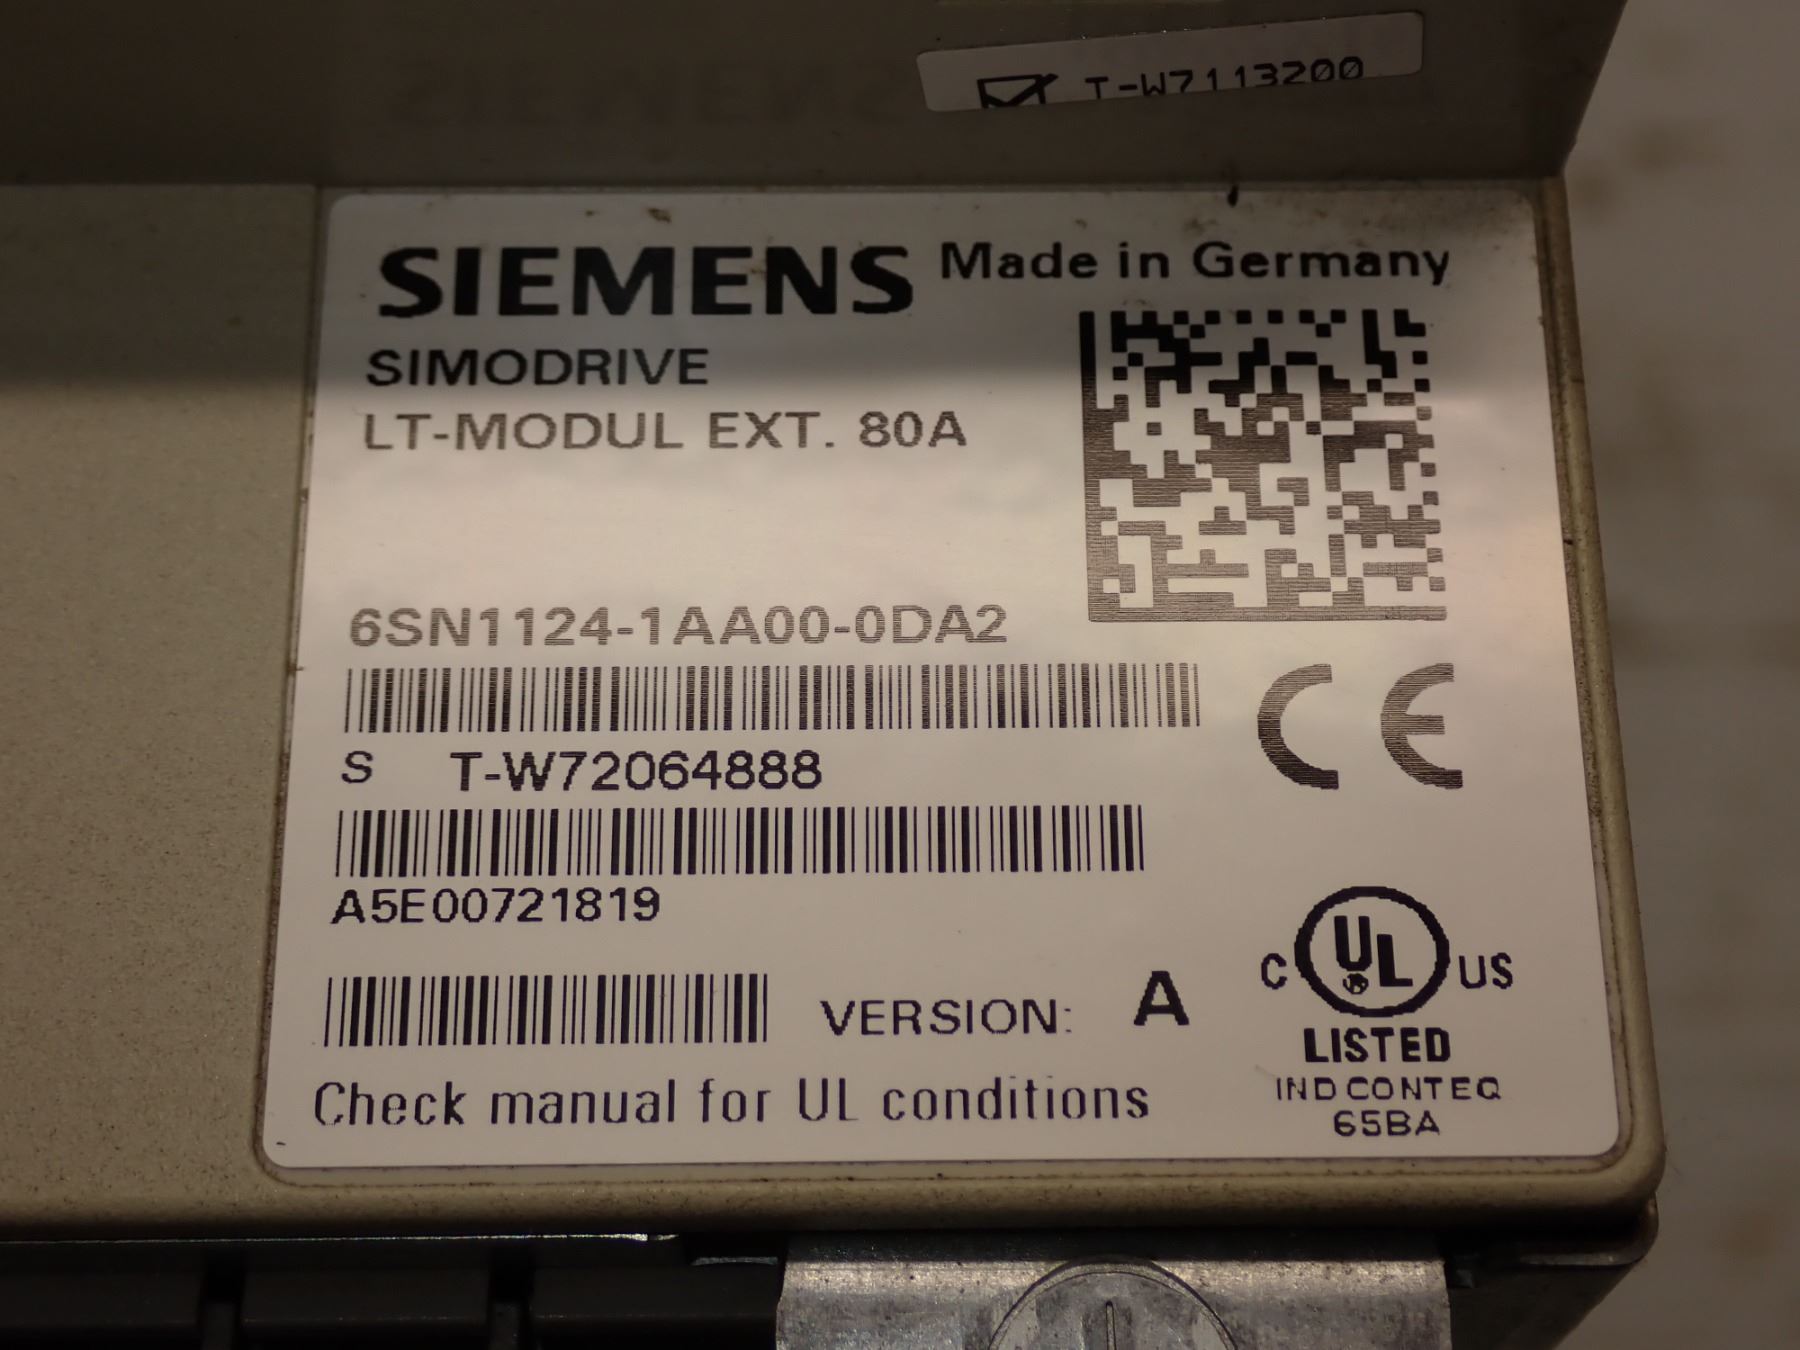 T-W7113200
SIEMENS Made in Germany
SIMODRIVE
LT-MODUL EXT. 80A
6SN1124-1AA00-0DA2
S T-W72064888
A5E00721819
VERSION: A
Check manual for UL conditions
CE
C UL US
LISTED
IND CONT EQ
65BA